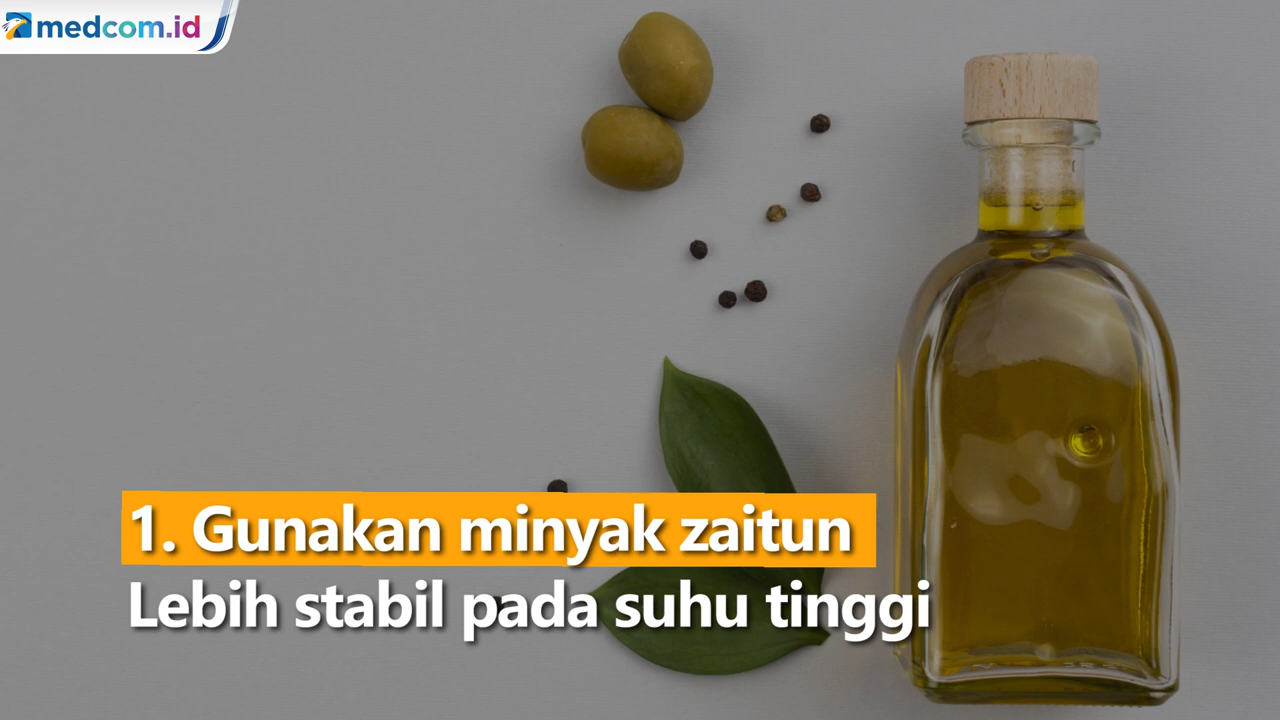 medcom.id
1. Gunakan minyak zaitun
Lebih stabil pada suhu tinggi